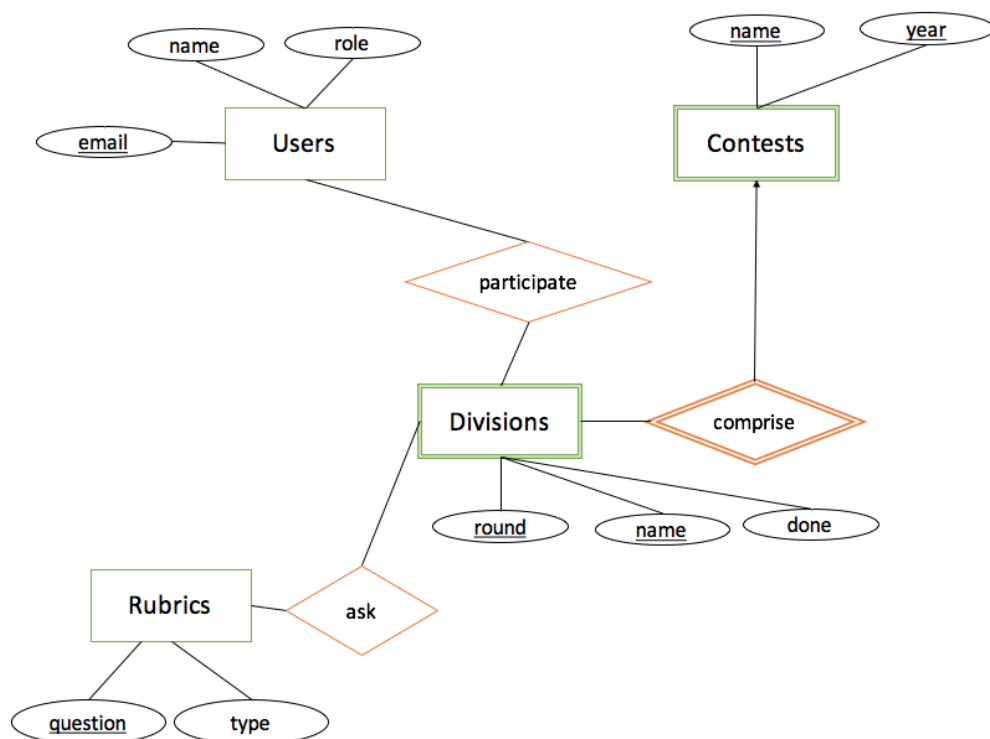 name
role
name
year
email
Users
Contests
participate
Divisions
comprise
round
name
done
Rubrics
ask
question
type